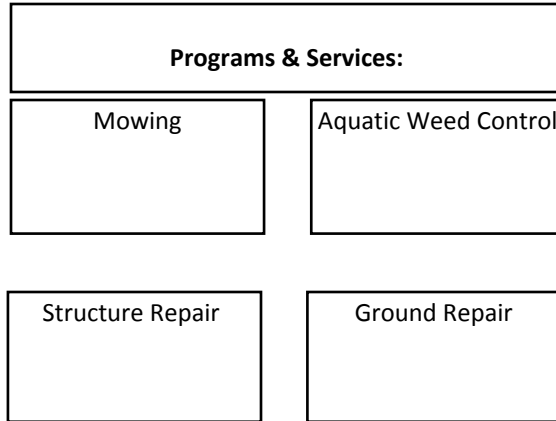 Programs & Services:
Mowing
Aquatic Weed Control
Structure Repair
Ground Repair